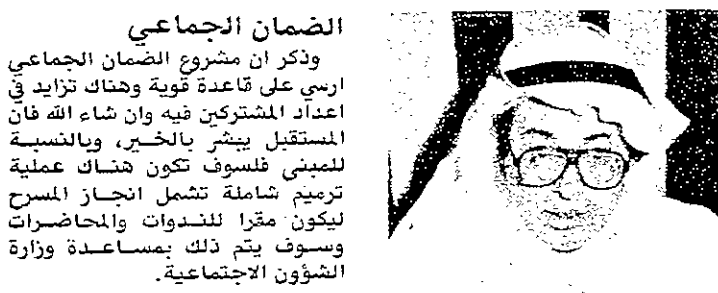 الضمان الجماعي
وذكر ان مشروع الضمان الجماعي
ارسي على قاعدة قوية وهناك تزايد في
اعداد المشتركين فيه وان شاء الله فان
المستقبل يبشر بالخير، وبالنسبة
للمبنى فلسوف تكون هناك عملية
ترميم شاملة تشمل انجاز المسرح
ليكون مقرا للندوات والمحاضرات
وسوف يتم ذلك بمساعدة وزارة
الشؤون الاجتماعية.